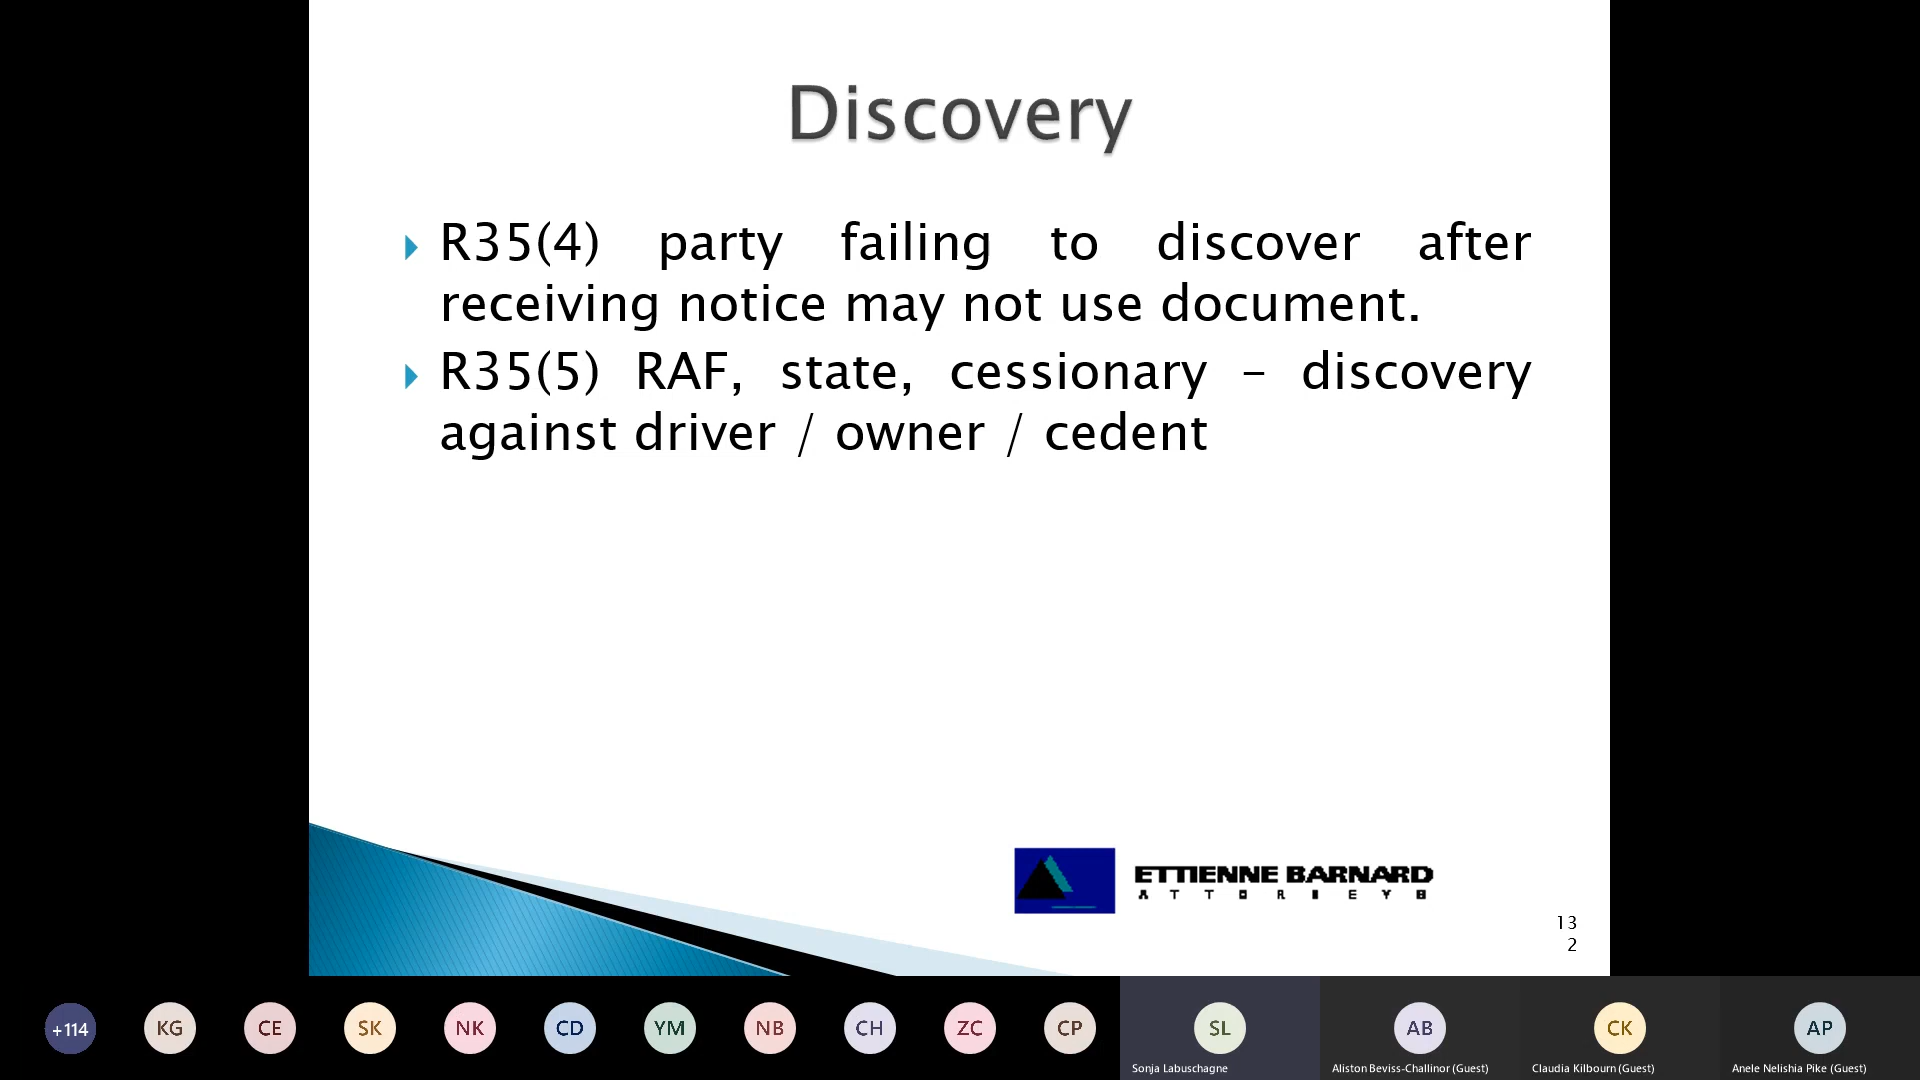 Discovery
R35(4) party failing to discover after
receiving notice may not use document.
R35(5) RAF, state, cessionary – discovery
against driver / owner / cedent
ETTIENNE BARNARD
ATTORNEYS
13
2
+114 KG CE SK NK CD YM NB CH ZC CP SL AB CK AP
Sonja Labuschagne Aliston Beviss-Challinor (Guest) Claudia Kilbourn (Guest) Anele Nelishia Pike (Guest)